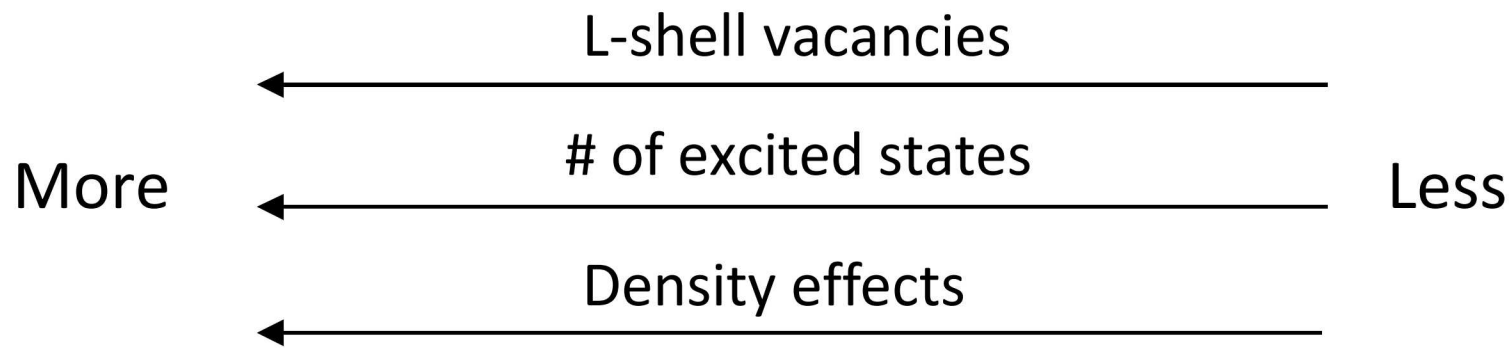 L-shell vacancies
# of excited states
More
Less
Density effects